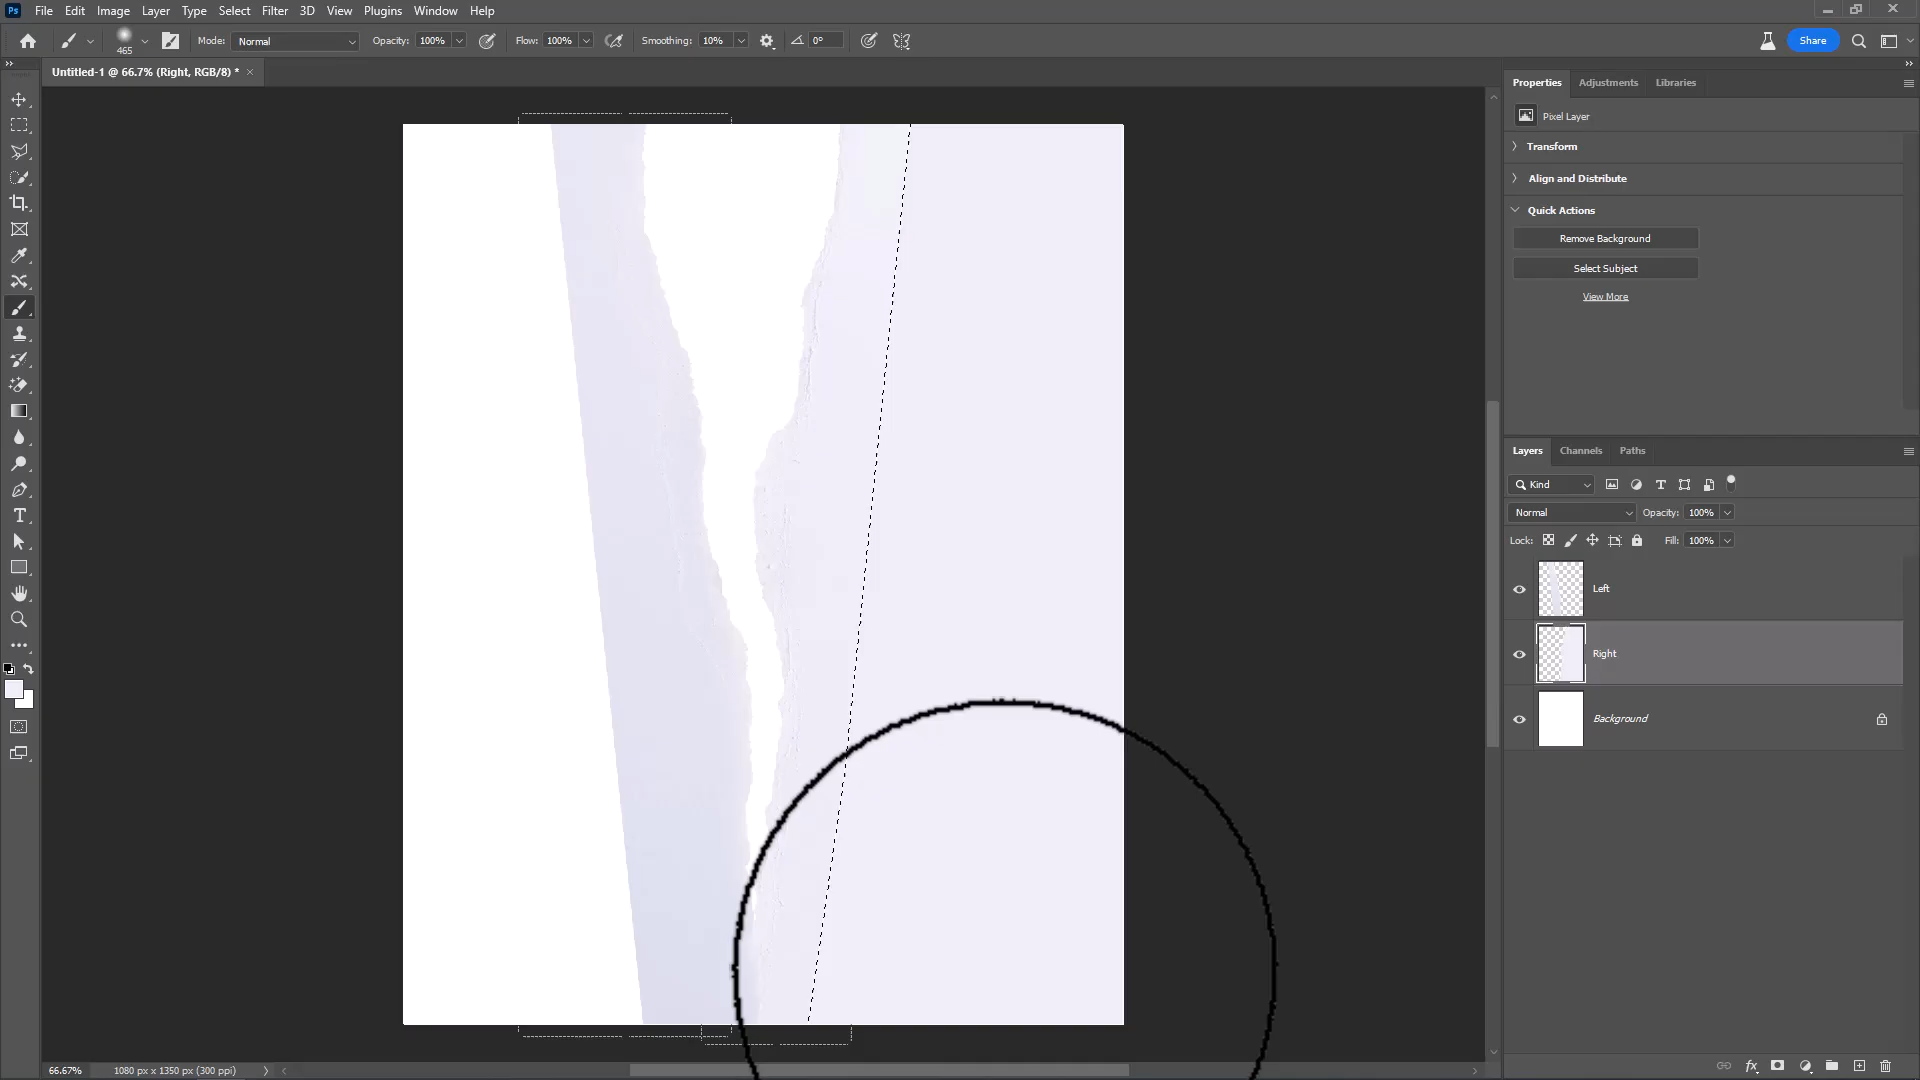 Ps File Edit Image Layer Type Select Filter 3D View Plugins Window Help
465 Mode: Normal Opacity: 100% Flow: 100% Smoothing: 10% 0° Share
Untitled-1 @ 66.7% (Right, RGB/8) *
Properties Adjustments Libraries
Pixel Layer
Transform
Align and Distribute
Quick Actions
Remove Background
Select Subject
View More
Layers Channels Paths
Kind
Normal Opacity: 100%
Lock: Fill: 100%
Left
Right
Background
66.67% 1080 px x 1350 px (300 ppi)